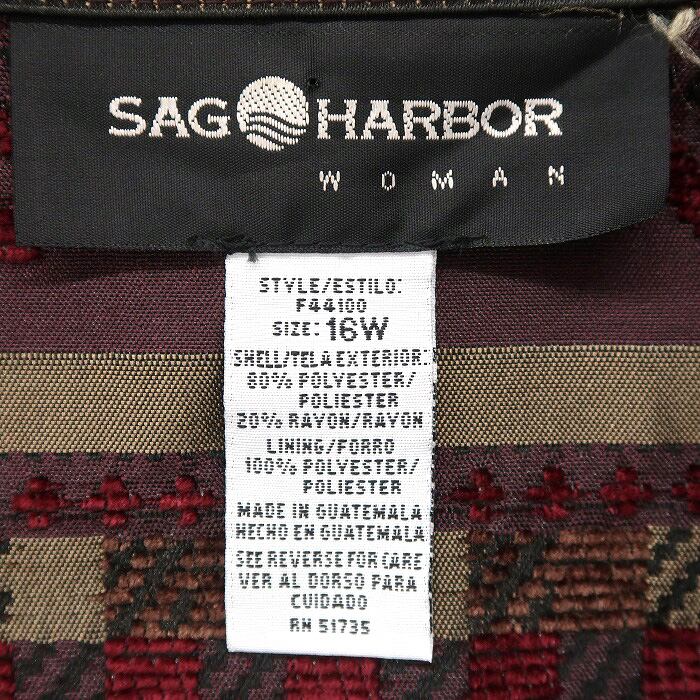 SAG HARBOR
WOMAN
STYLE/ESTILO:
F44100
SIZE: 16W
SHELL/TELA EXTERIOR:
80% POLYESTER/
POLIESTER
20% RAYON/RAYON
LINING/FORRO
100% POLYESTER/
POLIESTER
MADE IN GUATEMALA
HECHO EN GUATEMALA
SEE REVERSE FOR CARE
VER AL DORSO PARA
CUIDADO
RN 51735